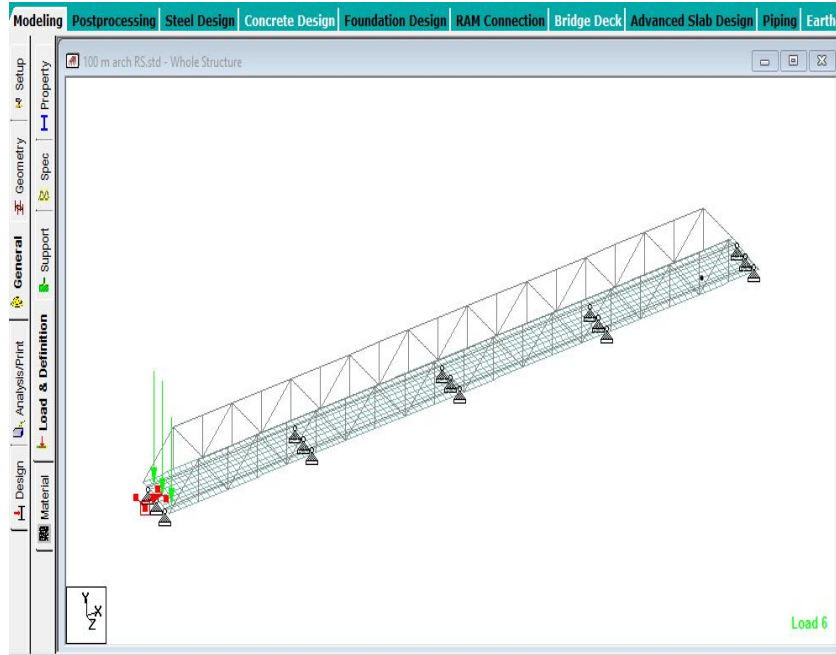 Modeling Postprocessing Steel Design Concrete Design Foundation Design RAM Connection Bridge Deck Advanced Slab Design Piping Earth
100 m arch RS.std - Whole Structure
Setup
Geometry
General
Analysis/Print
Design
Property
Spec
Support
Load & Definition
Material
Y
X
Z
Load 6